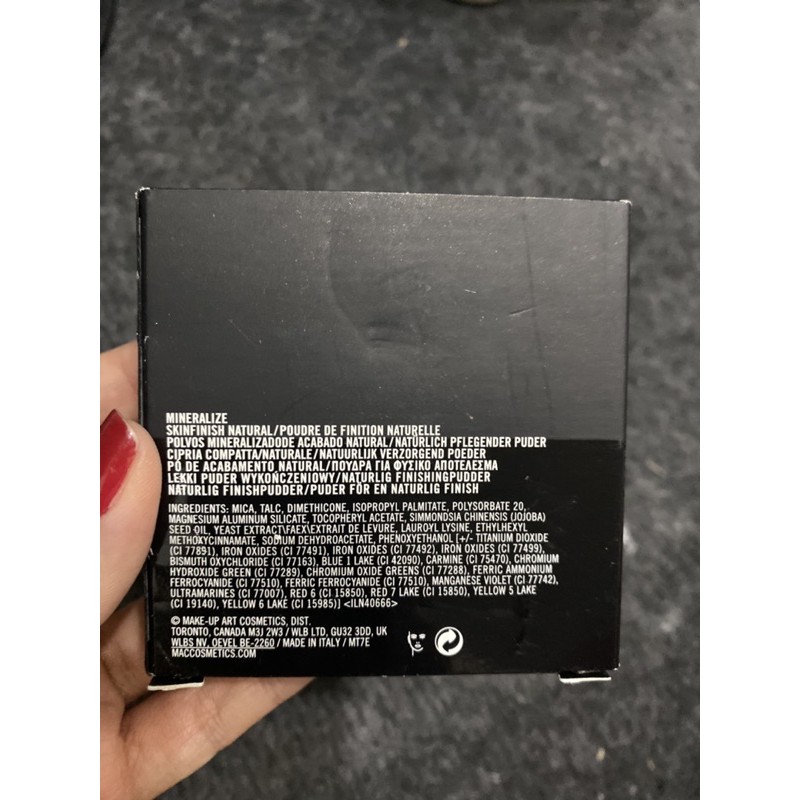 MINERALIZE
SKINFINISH NATURAL/POUDRE DE FINITION NATURELLE
POLVOS MINERALIZADODE ACABADO NATURAL/NATÜRLICH PFLEGENDER PUDER
CIPRIA COMPATTA/NATURALE/NATUURLIJK VERZORGEND POEDER
PÓ DE ACABAMENTO NATURAL/ΠΟΥΔΡΑ ΓΙΑ ΦΥΣΙΚΟ ΑΠΟΤΕΛΕΣΜΑ
LEKKI PUDER WYKOŃCZENIOWY/NATURLIG FINISHINGPUDDER
NATURLIG FINISHPUDDER/PUDER FÖR EN NATURLIG FINISH
INGREDIENTS: MICA, TALC, DIMETHICONE, ISOPROPYL PALMITATE, POLYSORBATE 20,
MAGNESIUM ALUMINUM SILICATE, TOCOPHERYL ACETATE, SIMMONDSIA CHINENSIS (JOJOBA)
SEED OIL, YEAST EXTRACT\FAEX\EXTRAIT DE LEVURE, LAUROYL LYSINE, ETHYLHEXYL
METHOXYCINNAMATE, SODIUM DEHYDROACETATE, PHENOXYETHANOL [+/- TITANIUM DIOXIDE
(CI 77891), IRON OXIDES (CI 77491), IRON OXIDES (CI 77492), IRON OXIDES (CI 77499),
BISMUTH OXYCHLORIDE (CI 77163), BLUE 1 LAKE (CI 42090), CARMINE (CI 75470), CHROMIUM
HYDROXIDE GREEN (CI 77289), CHROMIUM OXIDE GREENS (CI 77288), FERRIC AMMONIUM
FERROCYANIDE (CI 77510), FERRIC FERROCYANIDE (CI 77510), MANGANESE VIOLET (CI 77742),
ULTRAMARINES (CI 77007), RED 6 (CI 15850), RED 7 LAKE (CI 15850), YELLOW 5 LAKE
(CI 19140), YELLOW 6 LAKE (CI 15985)] <ILN40666>
© MAKE-UP ART COSMETICS, DIST.
TORONTO, CANADA M3J 2W3 / WLB LTD, GU32 3DD, UK
WLBS NV, OEVEL BE-2260 / MADE IN ITALY / MT7E
MACCOSMETICS.COM